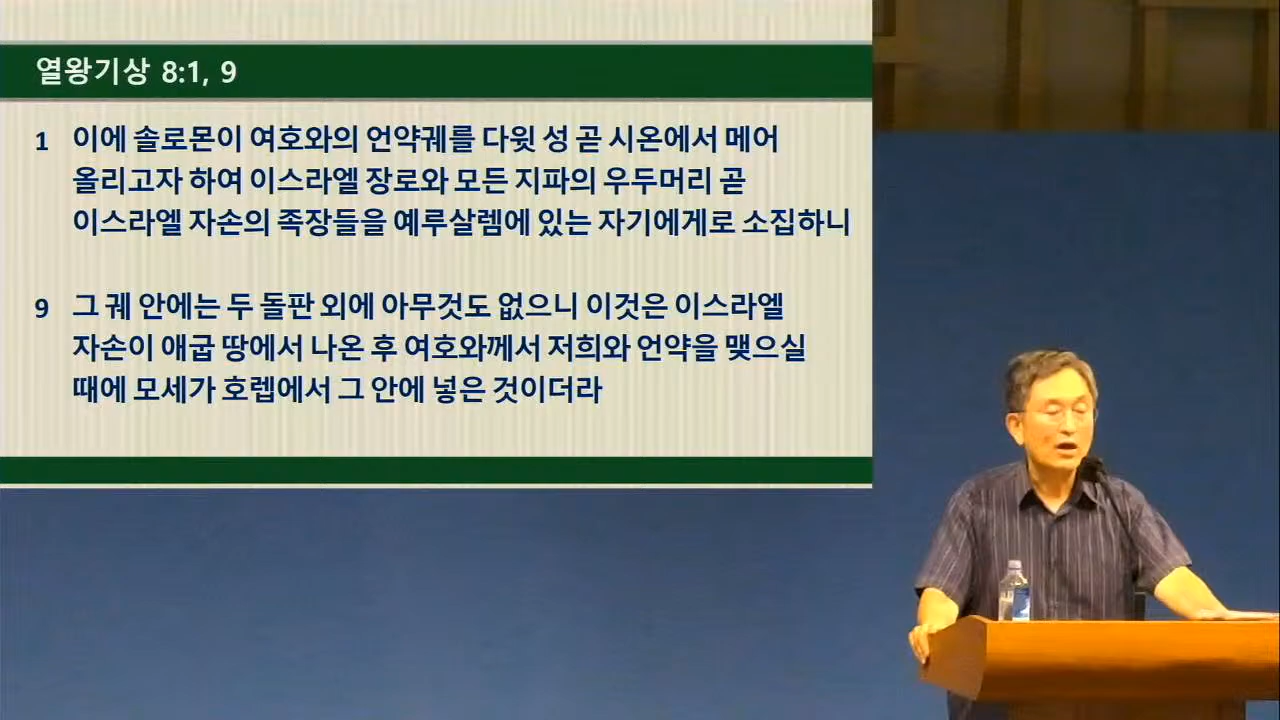 열왕기상 8:1, 9
1 이에 솔로몬이 여호와의 언약궤를 다윗 성 곧 시온에서 메어
올리고자 하여 이스라엘 장로와 모든 지파의 우두머리 곧
이스라엘 자손의 족장들을 예루살렘에 있는 자기에게로 소집하니
9 그 궤 안에는 두 돌판 외에 아무것도 없으니 이것은 이스라엘
자손이 애굽 땅에서 나온 후 여호와께서 저희와 언약을 맺으실
때에 모세가 호렙에서 그 안에 넣은 것이더라